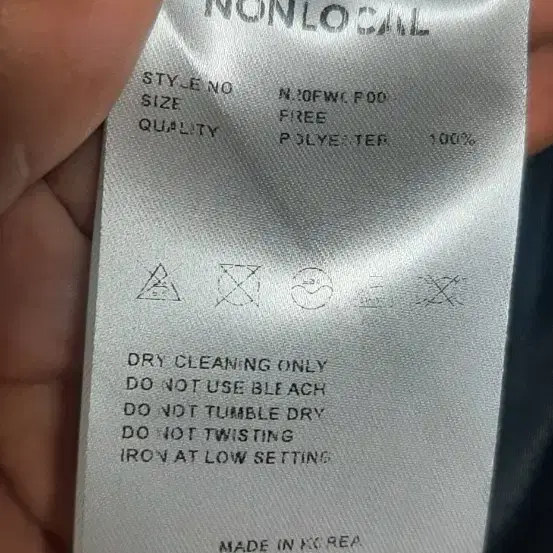 NONLOCAL
STYLE NO
SIZE FREE
QUALITY POLYESTER 100%
DRY CLEANING ONLY
DO NOT USE BLEACH
DO NOT TUMBLE DRY
DO NOT TWISTING
IRON AT LOW SETTING
MADE IN KOREA